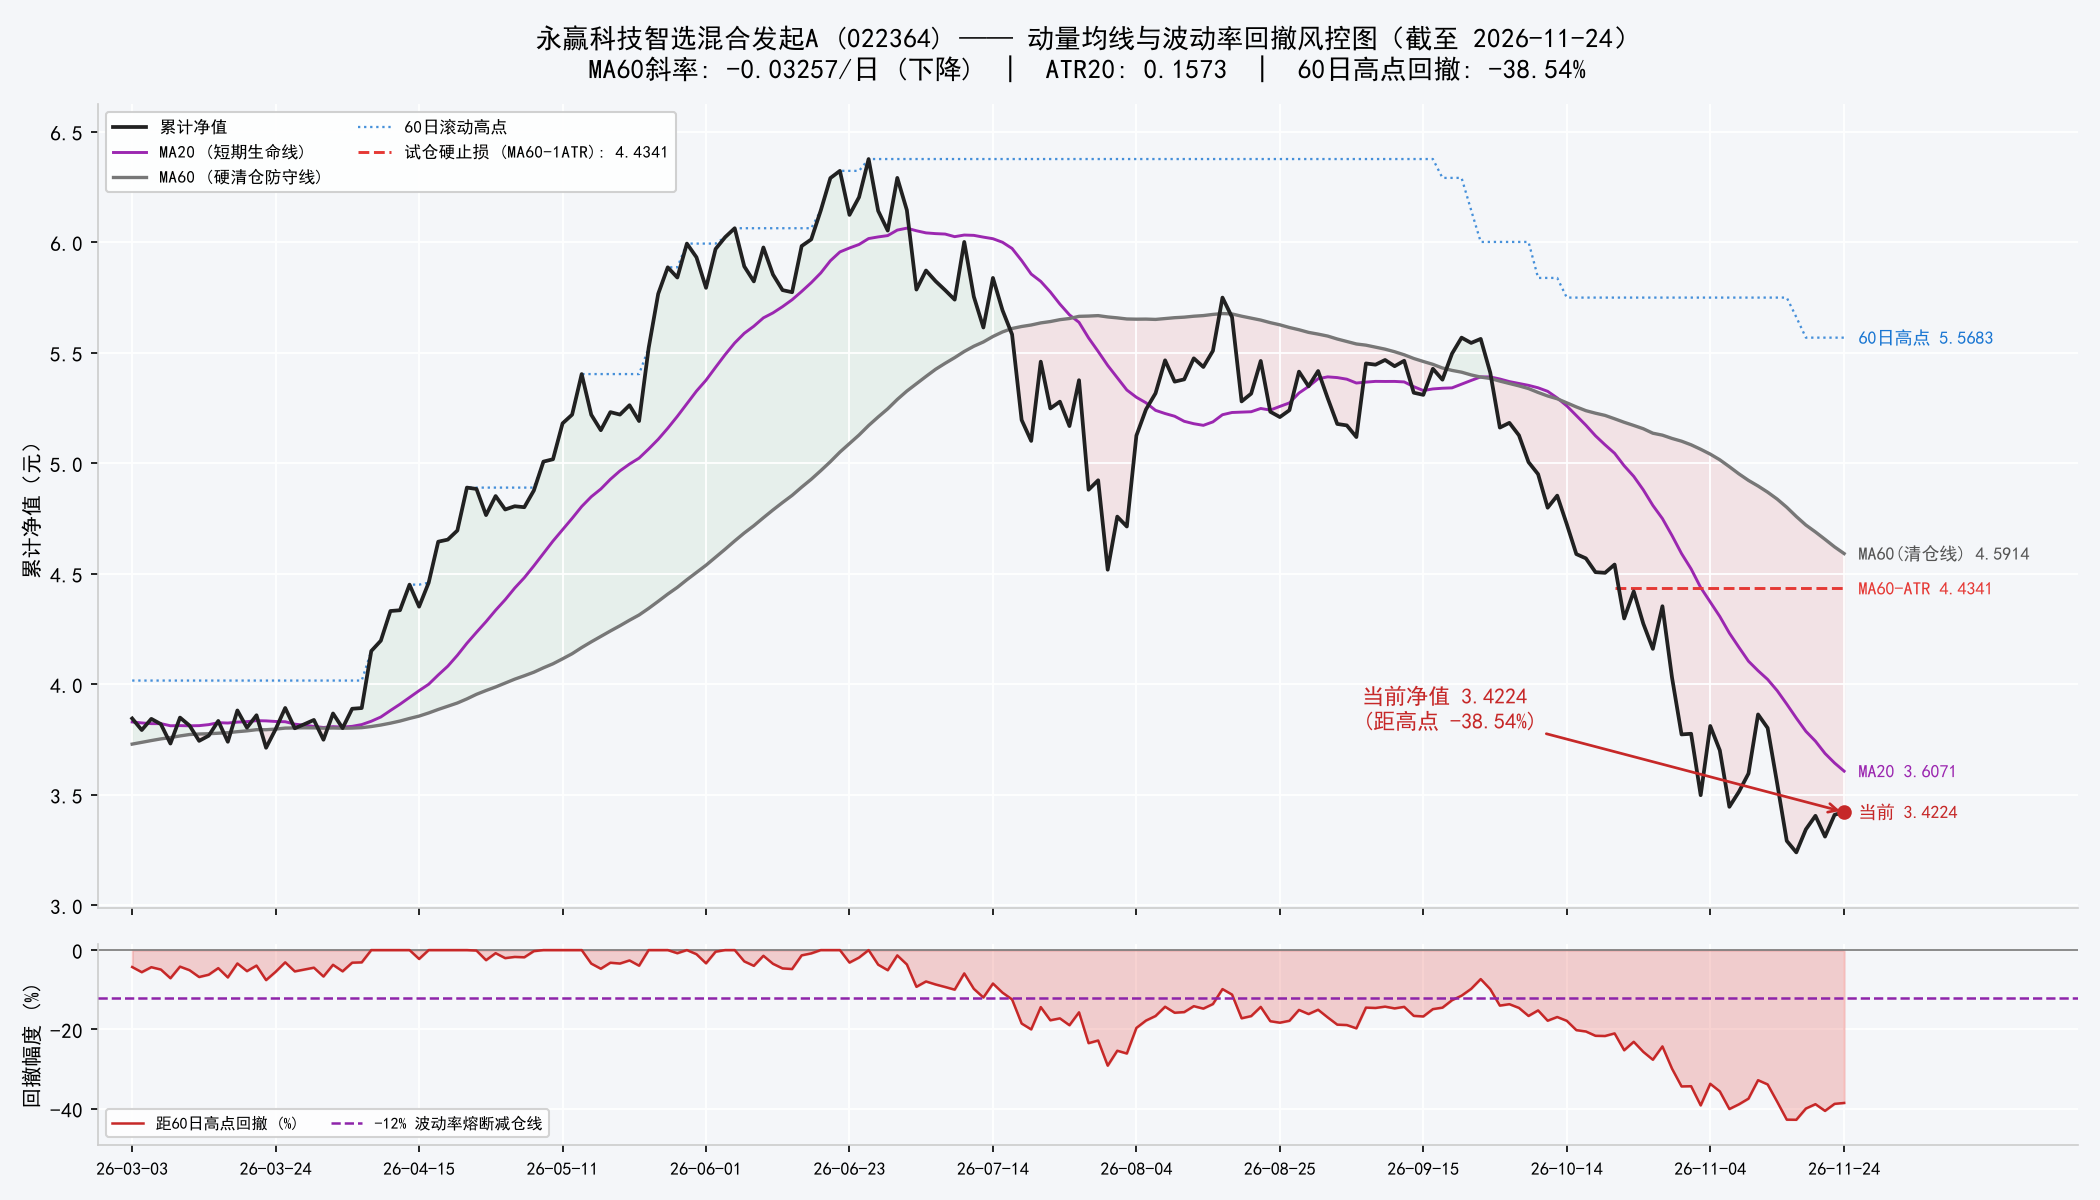 永赢科技智选混合发起A (022364) —— 动量均线与波动率回撤风控图 (截至 2026-11-24)
MA60斜率: -0.03257/日 (下降) | ATR20: 0.1573 | 60日高点回撤: -38.54%
累计净值
MA20 (短期生命线)
MA60 (硬清仓防守线)
60日滚动高点
试仓硬止损 (MA60-1ATR): 4.4341
累计净值 (元)
6.5
6.0
5.5
5.0
4.5
4.0
3.5
3.0
60日高点 5.5683
MA60(清仓线) 4.5914
MA60-ATR 4.4341
当前净值 3.4224
(距高点 -38.54%)
MA20 3.6071
当前 3.4224
回撤幅度 (%)
0
-20
-40
距60日高点回撤 (%)
-12% 波动率熔断减仓线
26-03-03
26-03-24
26-04-15
26-05-11
26-06-01
26-06-23
26-07-14
26-08-04
26-08-25
26-09-15
26-10-14
26-11-04
26-11-24